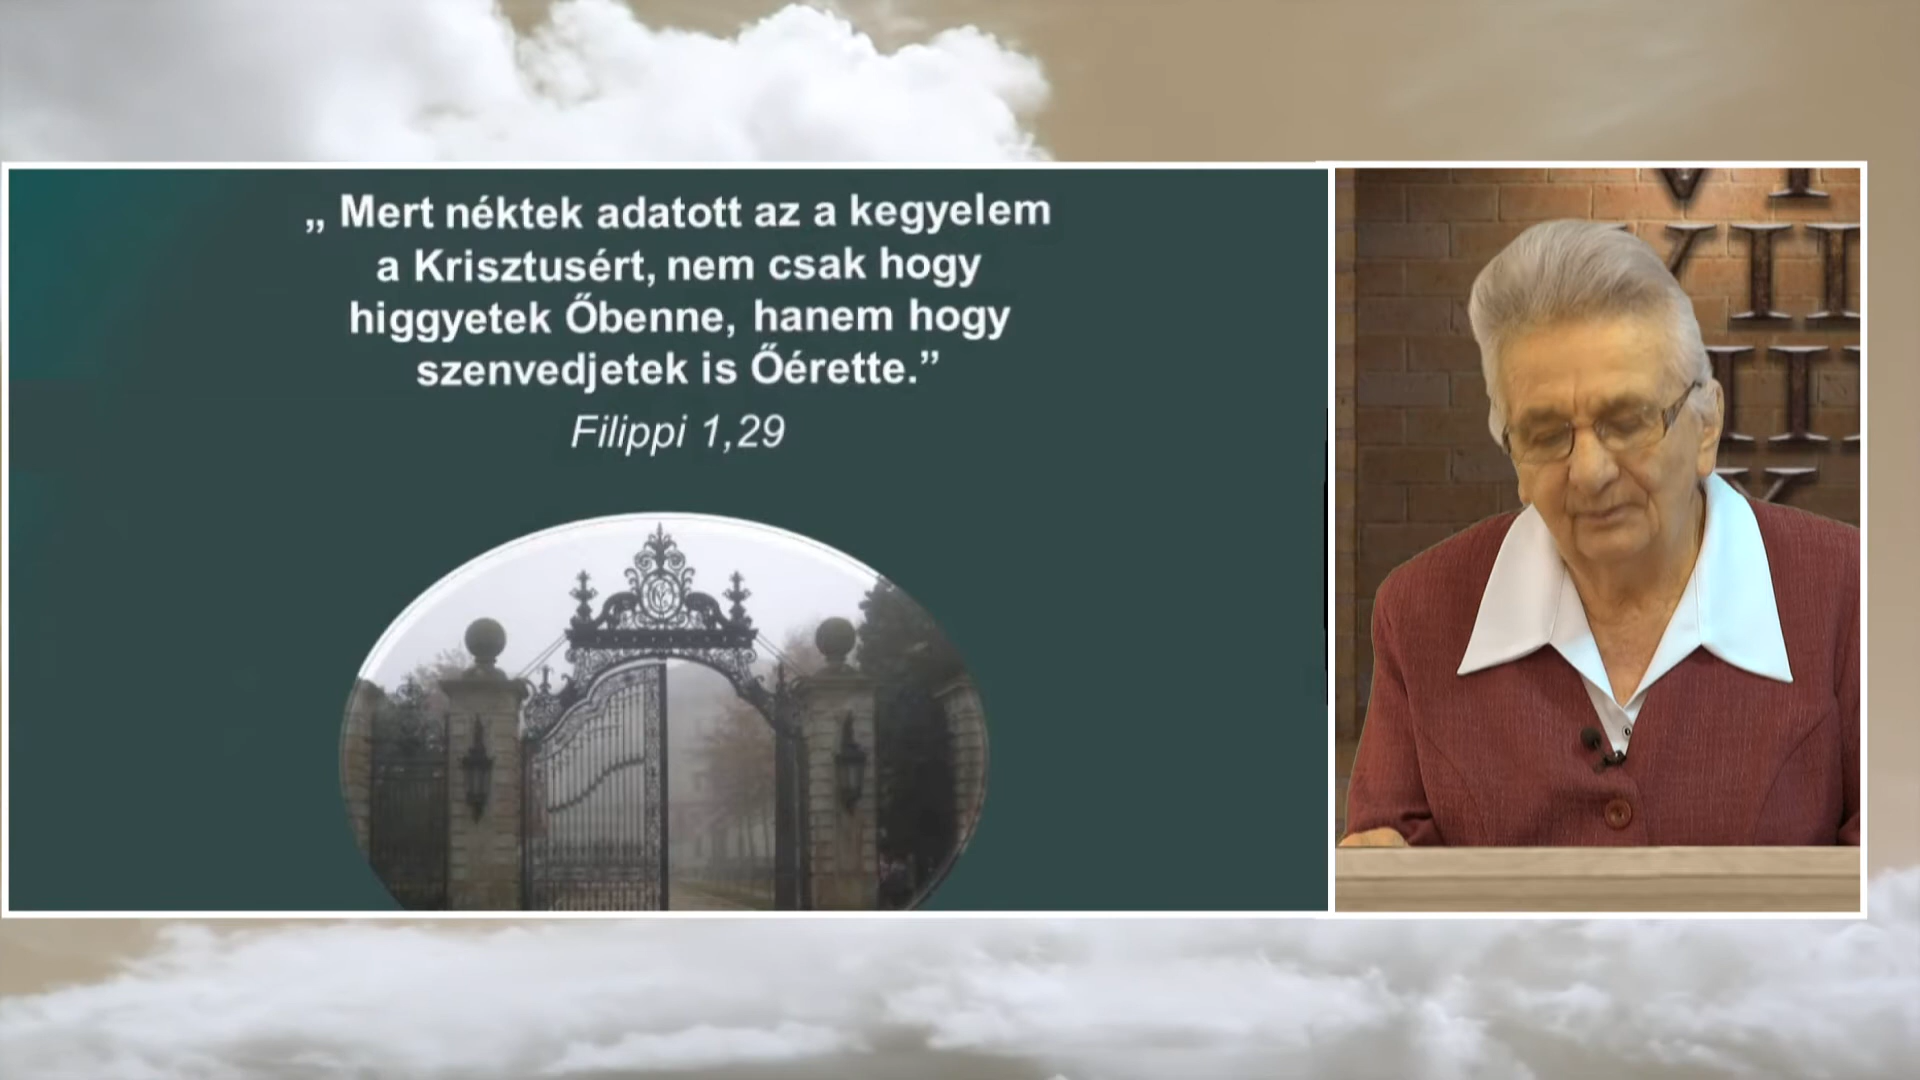 „ Mert néktek adatott az a kegyelem
a Krisztusért, nem csak hogy
higgyetek Őbenne, hanem hogy
szenvedjetek is Őérette.”
Filippi 1,29